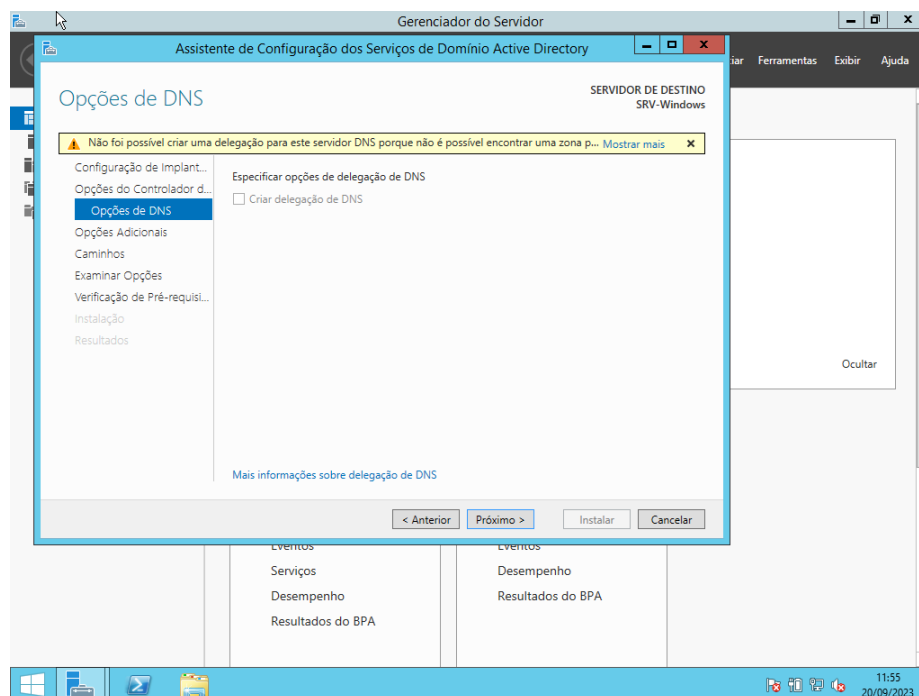 Gerenciador do Servidor
Assistente de Configuração dos Serviços de Domínio Active Directory
Ferramentas Exibir Ajuda
Opções de DNS
SERVIDOR DE DESTINO
SRV-Windows
Não foi possível criar uma delegação para este servidor DNS porque não é possível encontrar uma zona p... Mostrar mais x
Configuração de Implant...
Opções do Controlador d...
Opções de DNS
Opções Adicionais
Caminhos
Examinar Opções
Verificação de Pré-requisi...
Instalação
Resultados
Especificar opções de delegação de DNS
Criar delegação de DNS
Mais informações sobre delegação de DNS
Ocultar
< Anterior Próximo > Instalar Cancelar
Eventos
Serviços
Desempenho
Resultados do BPA
Eventos
Desempenho
Resultados do BPA
11:55
20/09/2023